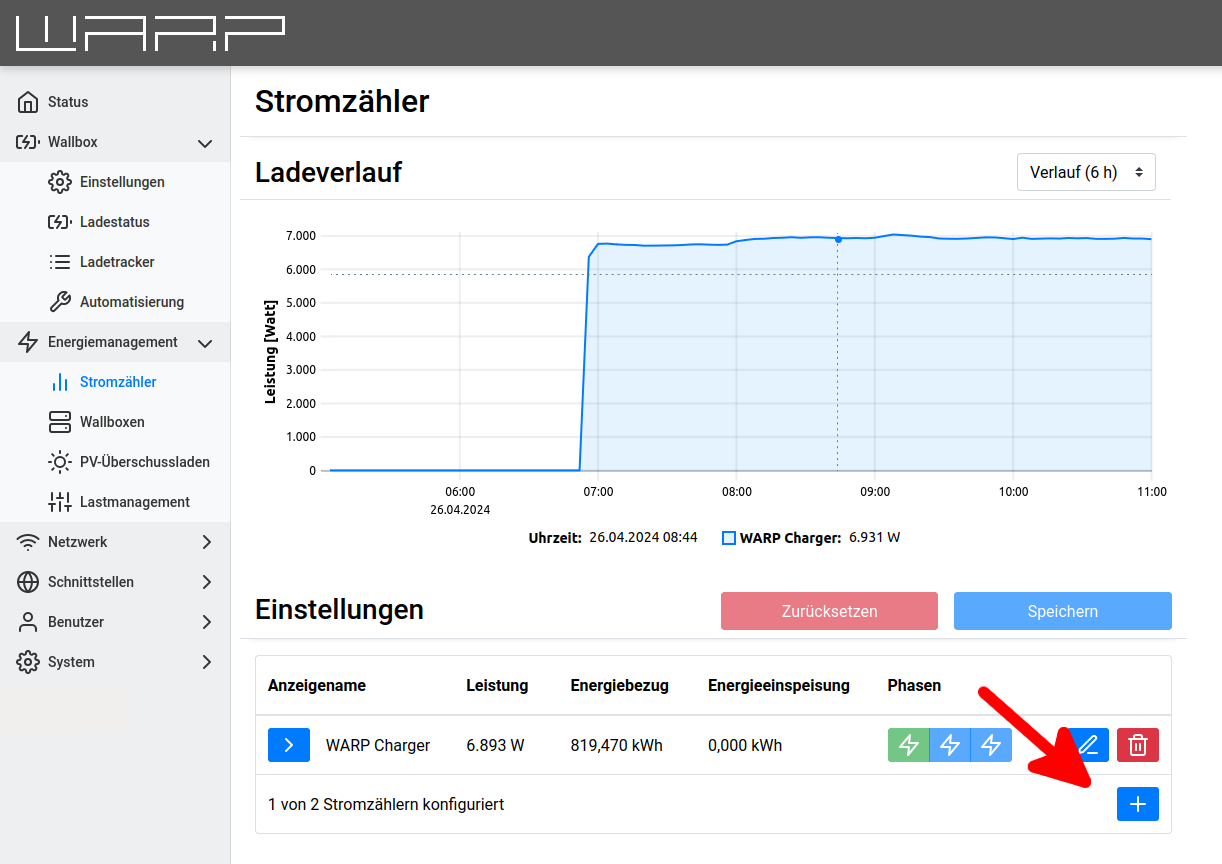 WARP
Status
Wallbox
Einstellungen
Ladestatus
Ladetracker
Automatisierung
Energiemanagement
Stromzähler
Wallboxen
PV-Überschussladen
Lastmanagement
Netzwerk
Schnittstellen
Benutzer
System
Stromzähler
Ladeverlauf
Verlauf (6 h)
Leistung [Watt]
7.000
6.000
5.000
4.000
3.000
2.000
1.000
0
06:00 07:00 08:00 09:00 10:00 11:00
26.04.2024
Uhrzeit: 26.04.2024 08:44 WARP Charger: 6.931 W
Einstellungen
Zurücksetzen
Speichern
Anzeigename Leistung Energiebezug Energieeinspeisung Phasen
WARP Charger 6.893 W 819,470 kWh 0,000 kWh
1 von 2 Stromzählern konfiguriert